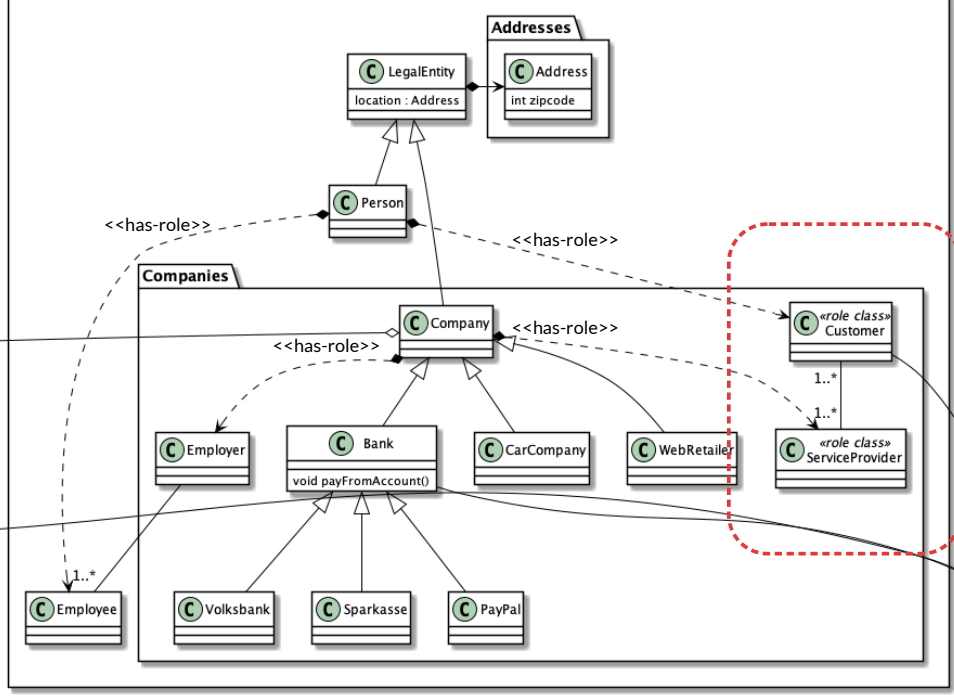 Addresses
C LegalEntity
location : Address
C Address
int zipcode
C Person
<<has-role>>
<<has-role>>
Companies
C Company
<<has-role>>
<<has-role>>
C «role class»
Customer
1..*
1..*
C Employer
C Bank
void payFromAccount()
C CarCompany
C WebRetailer
C «role class»
ServiceProvider
1..*
C Employee
C Volksbank
C Sparkasse
C PayPal